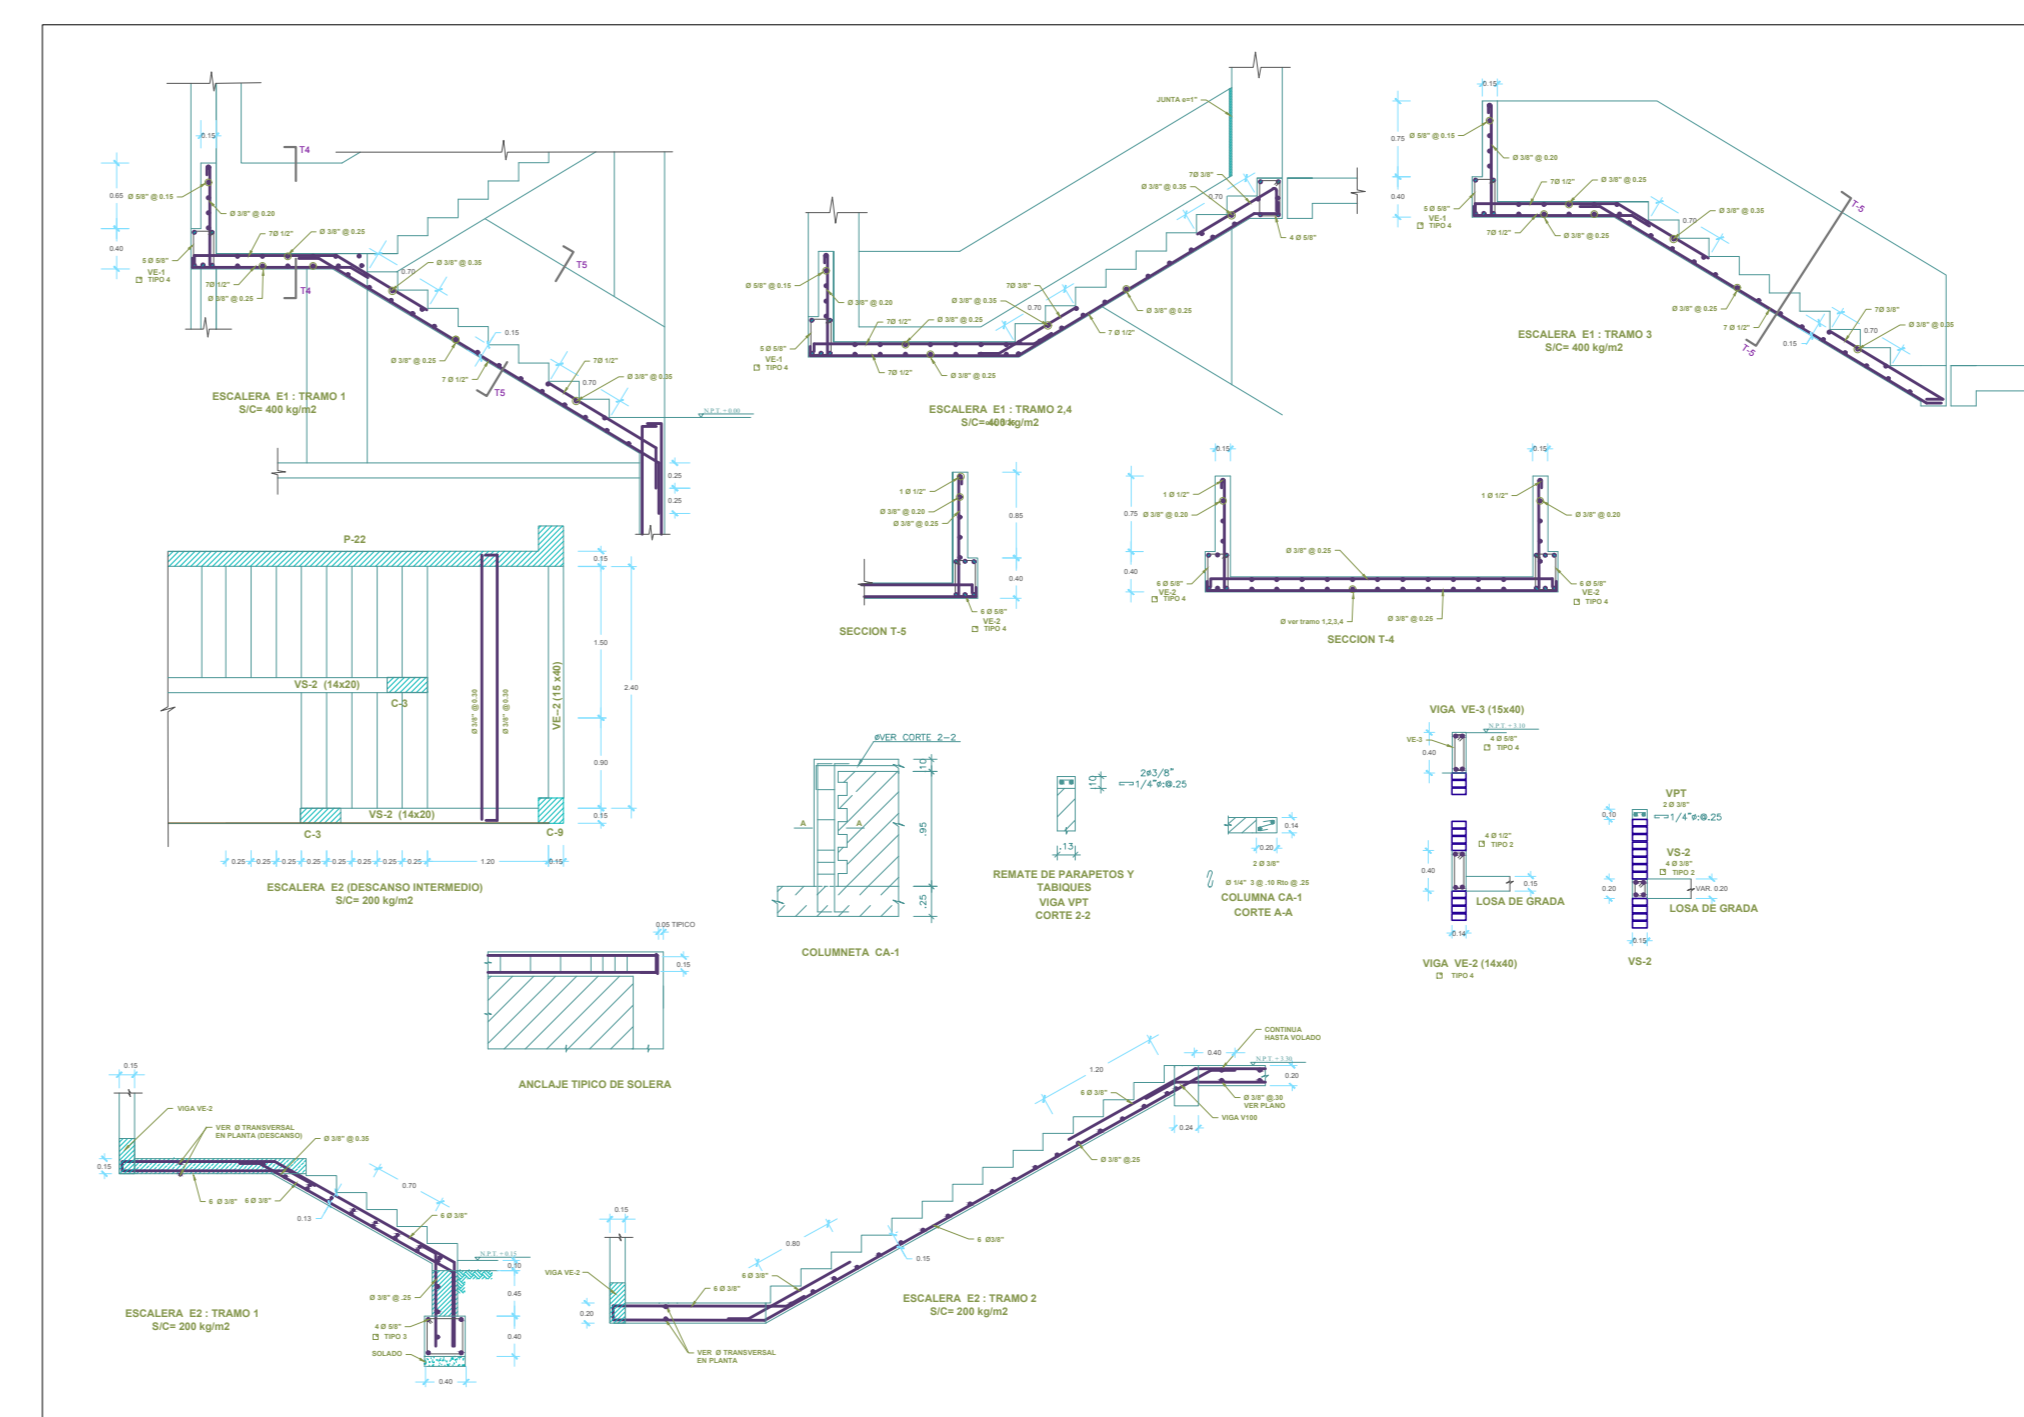 0.15
T4
0.65
Ø 5/8" @ 0.15
Ø 3/8" @ 0.20
0.40
7Ø 1/2"
Ø 3/8" @ 0.25
5 Ø 5/8"
VE-1
TIPO 4
7Ø 1/2"
Ø 3/8" @ 0.25
T4
0.70
Ø 3/8" @ 0.35
T5
0.15
Ø 3/8" @ 0.25
7 Ø 1/2"
T5
7Ø 1/2"
0.70
Ø 3/8" @ 0.35
N.P.T. + 0.00
0.25
0.25
ESCALERA E1 : TRAMO 1
S/C= 400 kg/m2
JUNTA e=1"
7Ø 3/8"
Ø 3/8" @ 0.35
0.70
4 Ø 5/8"
Ø 5/8" @ 0.15
Ø 3/8" @ 0.20
7Ø 3/8"
Ø 3/8" @ 0.35
0.70
Ø 3/8" @ 0.25
7 Ø 1/2"
7Ø 1/2"
Ø 3/8" @ 0.25
5 Ø 5/8"
VE-1
TIPO 4
7Ø 1/2"
Ø 3/8" @ 0.25
ESCALERA E1 : TRAMO 2,4
S/C= 400 kg/m2
0.15
0.75
Ø 5/8" @ 0.15
Ø 3/8" @ 0.20
0.40
7Ø 1/2"
Ø 3/8" @ 0.25
5 Ø 5/8"
VE-1
TIPO 4
7Ø 1/2"
Ø 3/8" @ 0.25
0.70
Ø 3/8" @ 0.35
T-5
Ø 3/8" @ 0.25
7 Ø 1/2"
T-5
0.15
0.70
7Ø 3/8"
Ø 3/8" @ 0.35
ESCALERA E1 : TRAMO 3
S/C= 400 kg/m2
1 Ø 1/2"
Ø 3/8" @ 0.20
Ø 3/8" @ 0.25
0.85
0.40
6 Ø 5/8"
VE-2
TIPO 4
SECCION T-5
0.15
0.15
1 Ø 1/2"
Ø 3/8" @ 0.20
1 Ø 1/2"
Ø 3/8" @ 0.20
0.75
0.40
Ø 3/8" @ 0.25
6 Ø 5/8"
VE-2
TIPO 4
6 Ø 5/8"
VE-2
TIPO 4
Ø ver tramo 1,2,3,4
Ø 3/8" @ 0.25
SECCION T-4
P-22
0.15
1.50
2.40
0.90
0.15
VS-2 (14x20)
C-3
Ø 3/8" @ 0.30
Ø 3/8" @ 0.30
VE-2 (15 x40)
VS-2 (14x20)
C-3
C-9
0.25
0.25
0.25
0.25
0.25
0.25
0.25
0.25
1.20
0.15
ESCALERA E2 (DESCANSO INTERMEDIO)
S/C= 200 kg/m2
øVER CORTE 2-2
.10
A
A
.95
.25
COLUMNETA CA-1
.10
2ø3/8"
1/4"ø:@.25
.13
REMATE DE PARAPETOS Y
TABIQUES
VIGA VPT
CORTE 2-2
0.14
0.20
2 Ø 3/8"
Ø 1/4" 3 @ .10 Rto @ .25
COLUMNA CA-1
CORTE A-A
VIGA VE-3 (15x40)
N.P.T. + 3.10
VE-3
4 Ø 5/8"
TIPO 4
0.40
4 Ø 1/2"
TIPO 2
0.40
0.15
LOSA DE GRADA
0.14
VIGA VE-2 (14x40)
TIPO 4
VPT
2 Ø 3/8"
1/4"ø:@.25
0.10
VS-2
4 Ø 3/8"
TIPO 2
0.20
VAR. 0.20
LOSA DE GRADA
0.15
VS-2
0.05 TIPICO
0.15
ANCLAJE TIPICO DE SOLERA
0.15
VIGA VE-2
VER Ø TRANSVERSAL
EN PLANTA (DESCANSO)
Ø 3/8" @ 0.35
0.15
6 Ø 3/8"
6 Ø 3/8"
0.70
0.13
6 Ø 3/8"
N.P.T. + 0.15
0.10
0.45
Ø 3/8" @ .25
4 Ø 5/8"
TIPO 3
0.40
SOLADO
0.40
ESCALERA E2 : TRAMO 1
S/C= 200 kg/m2
0.15
VIGA VE-2
0.20
6 Ø 3/8"
6 Ø 3/8"
0.80
0.15
6 Ø3/8"
Ø 3/8" @.25
VER Ø TRANSVERSAL
EN PLANTA
1.20
6 Ø 3/8"
CONTINUA
HASTA VOLADO
0.40
N.P.T. + 3.30
0.20
Ø 3/8" @.30
VER PLANO
VIGA V100
0.24
ESCALERA E2 : TRAMO 2
S/C= 200 kg/m2